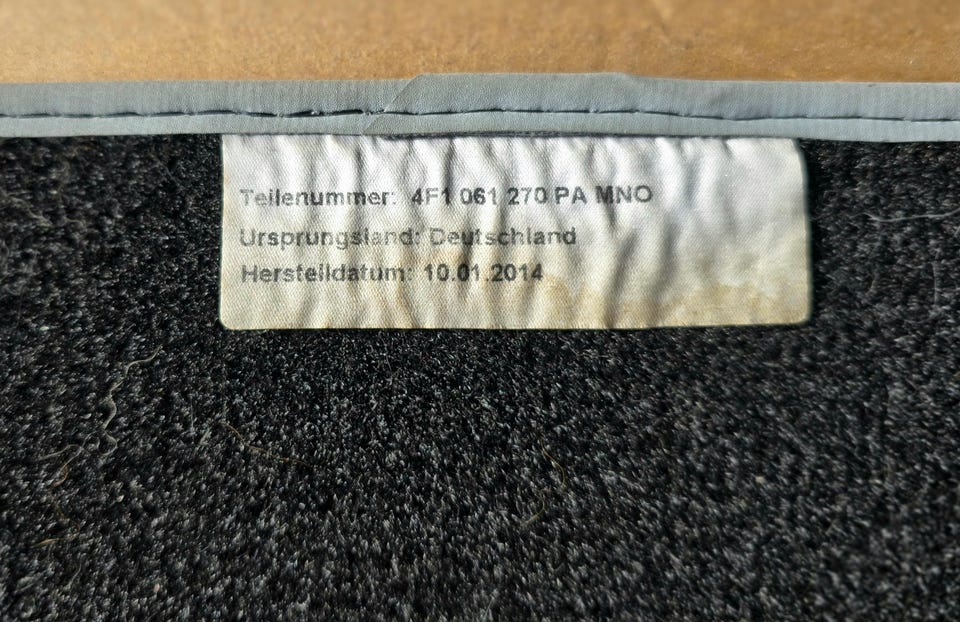 Teilenummer: 4F1 061 270 PA MNO
Ursprungsland: Deutschland
Herstelldatum: 10.01.2014